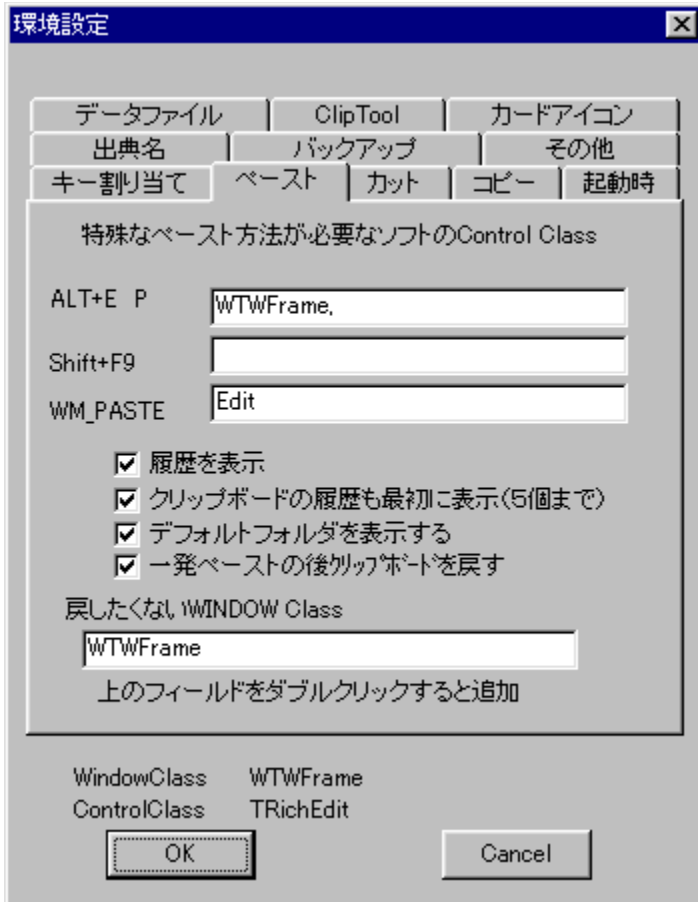 環境設定
データファイル ClipTool カードアイコン
出典名 バックアップ その他
キー割り当て ペースト カット コピー 起動時
特殊なペースト方法が必要なソフトのControl Class
ALT+E P WTWFrame,
Shift+F9
WM_PASTE Edit
履歴を表示
クリップボードの履歴も最初に表示(5個まで)
デフォルトフォルダを表示する
一発ペーストの後ｸﾘｯﾌﾟﾎﾞｰﾄﾞを戻す
戻したくないWINDOW Class
WTWFrame
上のフィールドをダブルクリックすると追加
WindowClass WTWFrame
ControlClass TRichEdit
OK Cancel